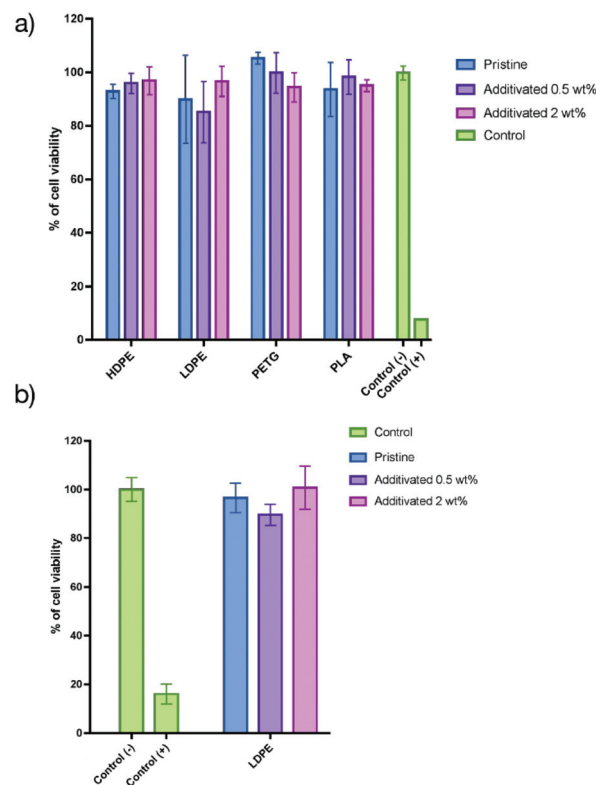 a)
120
100
80
60
40
20
0
% of cell viability
HDPE
LDPE
PETG
PLA
Control (-)
Control (+)
Pristine
Additivated 0.5 wt%
Additivated 2 wt%
Control
b)
120
100
80
60
40
20
0
% of cell viability
Control (-)
Control (+)
LDPE
Control
Pristine
Additivated 0.5 wt%
Additivated 2 wt%